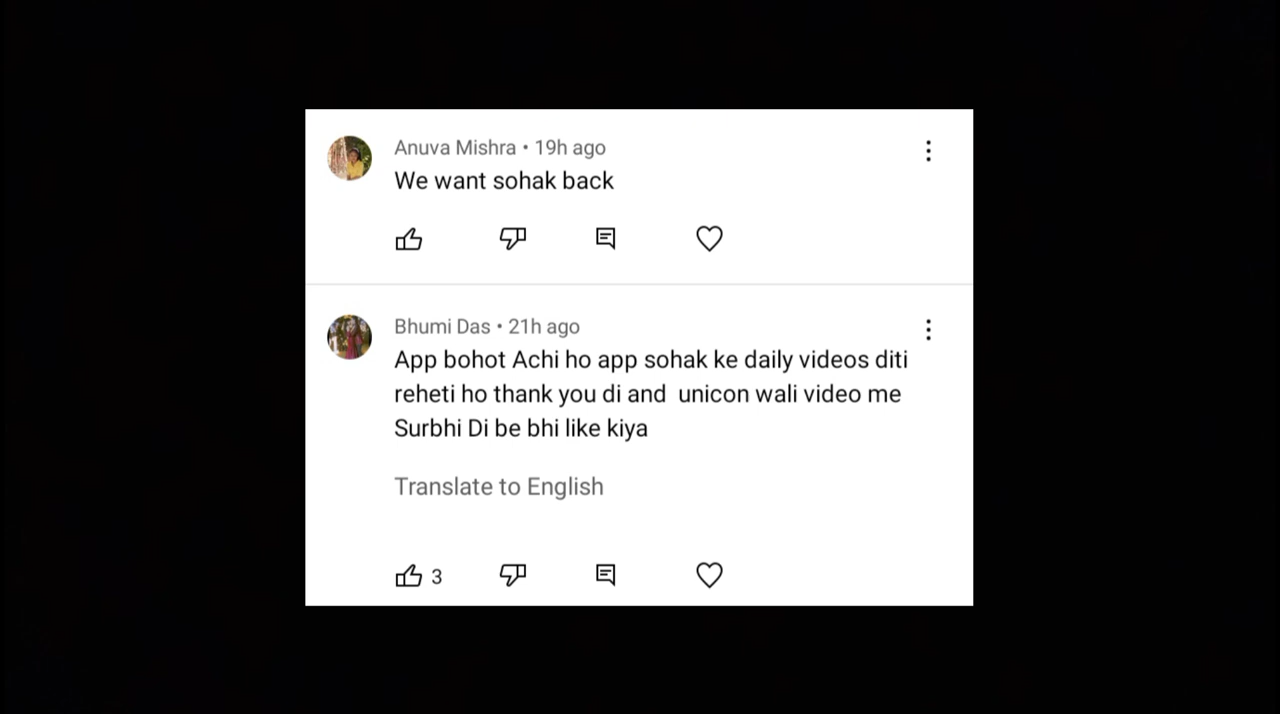 Anuva Mishra • 19h ago
We want sohak back
Bhumi Das • 21h ago
App bohot Achi ho app sohak ke daily videos diti
reheti ho thank you di and  unicon wali video me
Surbhi Di be bhi like kiya
Translate to English
3